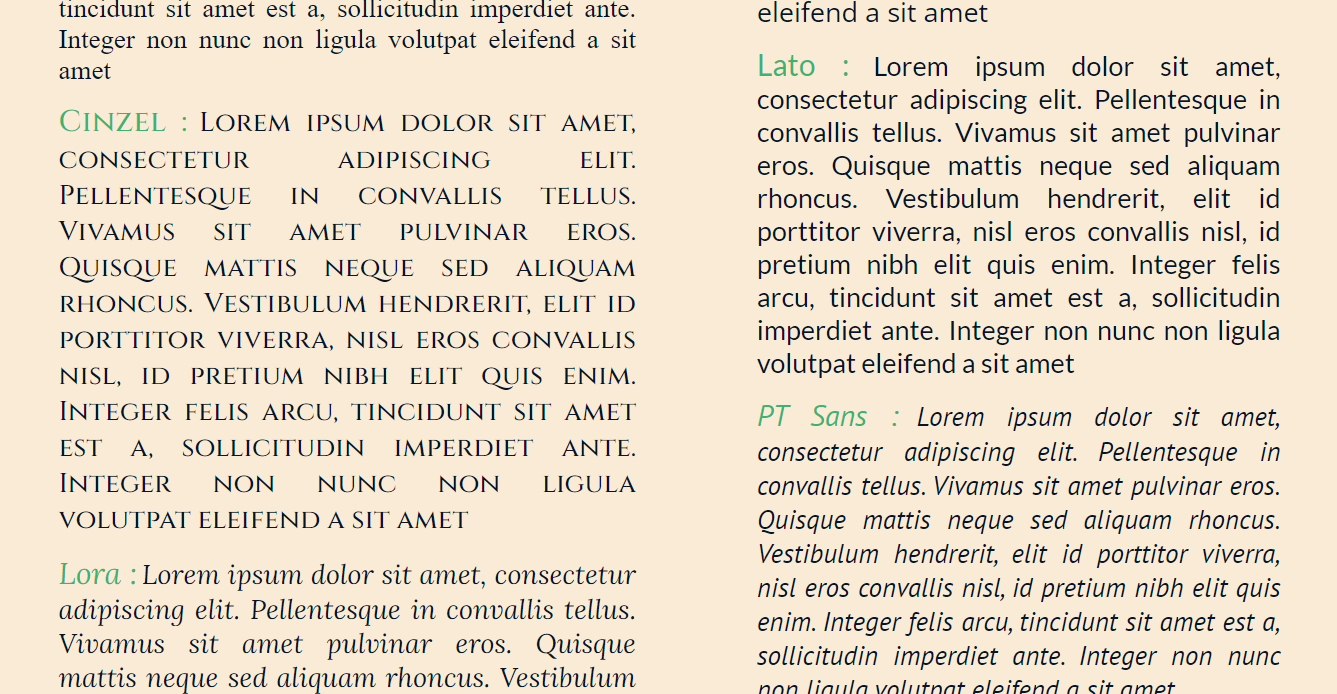 tincidunt sit amet est a, sollicitudin imperdiet ante.
Integer non nunc non ligula volutpat eleifend a sit
amet
Cinzel : Lorem ipsum dolor sit amet,
consectetur adipiscing elit.
Pellentesque in convallis tellus.
Vivamus sit amet pulvinar eros.
Quisque mattis neque sed aliquam
rhoncus. Vestibulum hendrerit, elit id
porttitor viverra, nisl eros convallis
nisl, id pretium nibh elit quis enim.
Integer felis arcu, tincidunt sit amet
est a, sollicitudin imperdiet ante.
Integer non nunc non ligula
volutpat eleifend a sit amet
Lora : Lorem ipsum dolor sit amet, consectetur
adipiscing elit. Pellentesque in convallis tellus.
Vivamus sit amet pulvinar eros. Quisque
mattis neque sed aliquam rhoncus. Vestibulum
eleifend a sit amet
Lato : Lorem ipsum dolor sit amet,
consectetur adipiscing elit. Pellentesque in
convallis tellus. Vivamus sit amet pulvinar
eros. Quisque mattis neque sed aliquam
rhoncus. Vestibulum hendrerit, elit id
porttitor viverra, nisl eros convallis nisl, id
pretium nibh elit quis enim. Integer felis
arcu, tincidunt sit amet est a, sollicitudin
imperdiet ante. Integer non nunc non ligula
volutpat eleifend a sit amet
PT Sans : Lorem ipsum dolor sit amet,
consectetur adipiscing elit. Pellentesque in
convallis tellus. Vivamus sit amet pulvinar eros.
Quisque mattis neque sed aliquam rhoncus.
Vestibulum hendrerit, elit id porttitor viverra,
nisl eros convallis nisl, id pretium nibh elit quis
enim. Integer felis arcu, tincidunt sit amet est a,
sollicitudin imperdiet ante. Integer non nunc
non ligula volutpat eleifend a sit amet